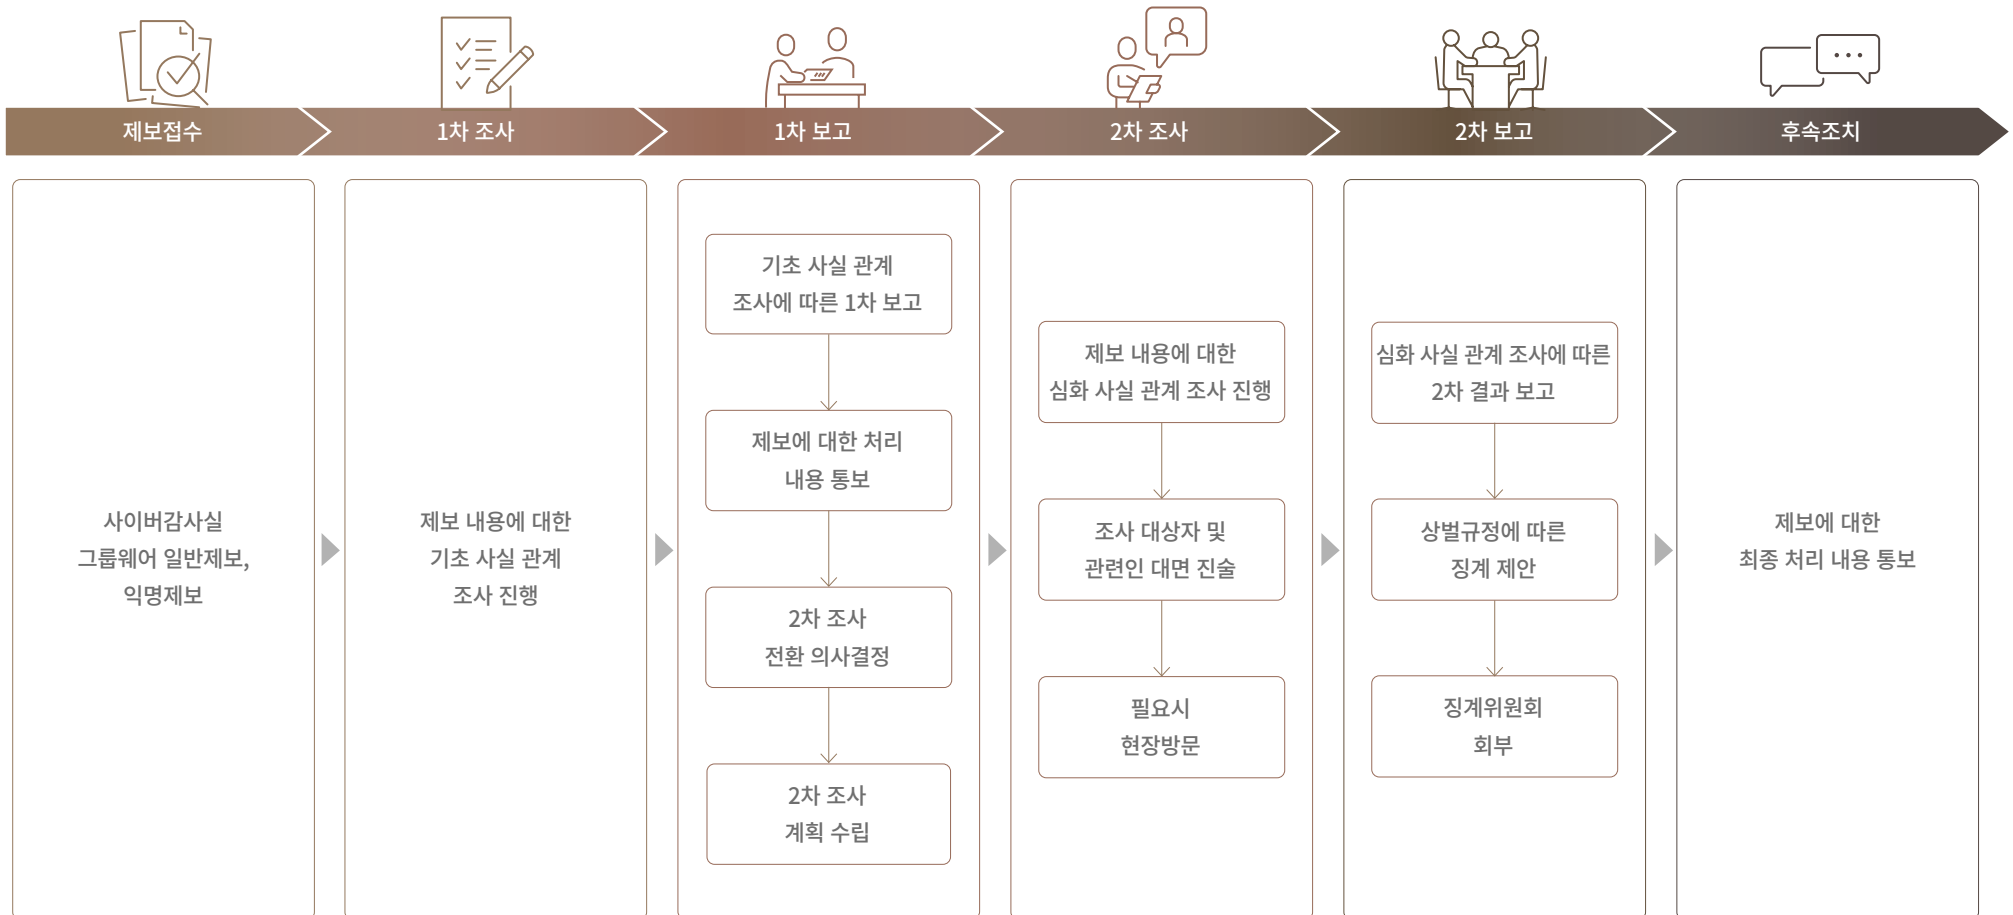 제보접수
1차 조사
1차 보고
2차 조사
2차 보고
후속조치
사이버감사실
그룹웨어 일반제보,
익명제보
제보 내용에 대한
기초 사실 관계
조사 진행
기초 사실 관계
조사에 따른 1차 보고
제보에 대한 처리
내용 통보
2차 조사
전환 의사결정
2차 조사
계획 수립
제보 내용에 대한
심화 사실 관계 조사 진행
조사 대상자 및
관련인 대면 진술
필요시
현장방문
심화 사실 관계 조사에 따른
2차 결과 보고
상벌규정에 따른
징계 제안
징계위원회
회부
제보에 대한
최종 처리 내용 통보